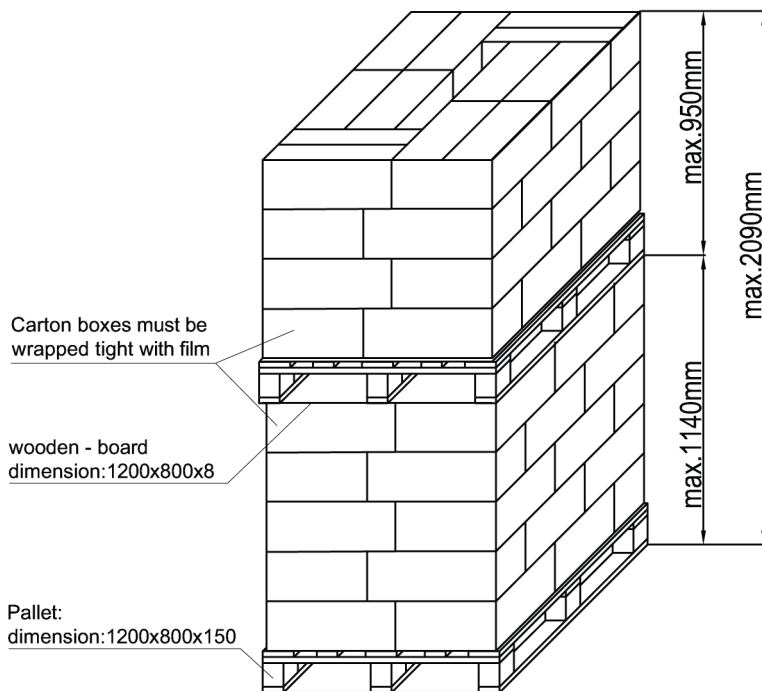 max.950mm
max.2090mm
max.1140mm
Carton boxes must be
wrapped tight with film
wooden - board
dimension:1200x800x8
Pallet:
dimension:1200x800x150